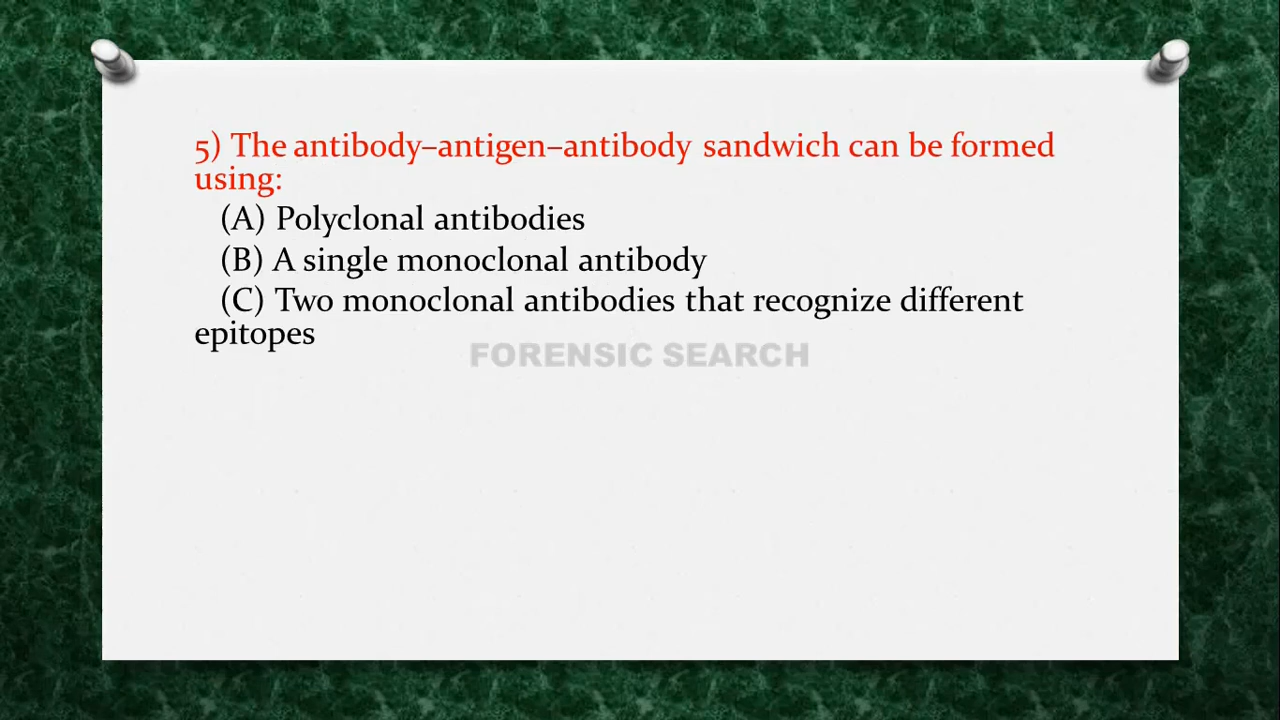 5) The antibody–antigen–antibody sandwich can be formed
using:
(A) Polyclonal antibodies
(B) A single monoclonal antibody
(C) Two monoclonal antibodies that recognize different
epitopes
FORENSIC SEARCH